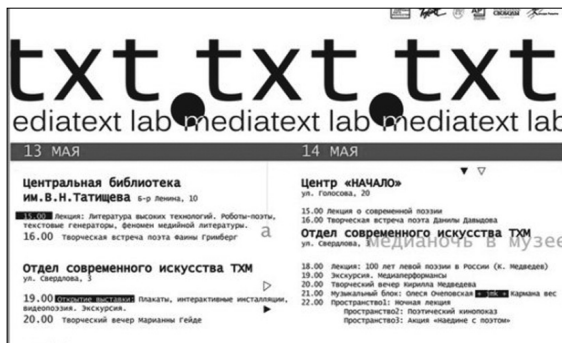 txt.txt.txt
ediatext lab mediatext lab mediatext lab
13 МАЯ
Центральная библиотека
им.В.Н.Татищева Б-р Ленина, 10
15.00 Лекция: Литература высоких технологий. Роботы-поэты,
текстовые генераторы, феномен медийной литературы.
16.00 Творческая встреча поэта Фаины Гримберг
а
Отдел современного искусства ТХМ
ул. Свердлова, 3
19.00 Открытие выставки: Плакаты, интерактивные инсталляции,
видеопоэзия. Экскурсия.
20.00 Творческий вечер Марианны Гейде
14 МАЯ
Центр «НАЧАЛО»
ул. Голосова, 20
15.00 Лекция о современной поэзии
16.00 Творческая встреча поэта Данилы Давыдова
Отдел современного искусства ТХМ
ул. Свердлова, 3
медианочь в музее
18.00 Лекция: 100 лет левой поэзии в России (К. Медведев)
19.00 Экскурсия. Медиаперформансы
20.00 Творческий вечер Кирилла Медведева
21.00 Музыкальный блок: Олеся Очеповская Кармана вес
22.00 Пространство1: Ночная лекция
Пространство2: Поэтический кинопоказ
Пространство3: Акция «Наедине с поэтом»